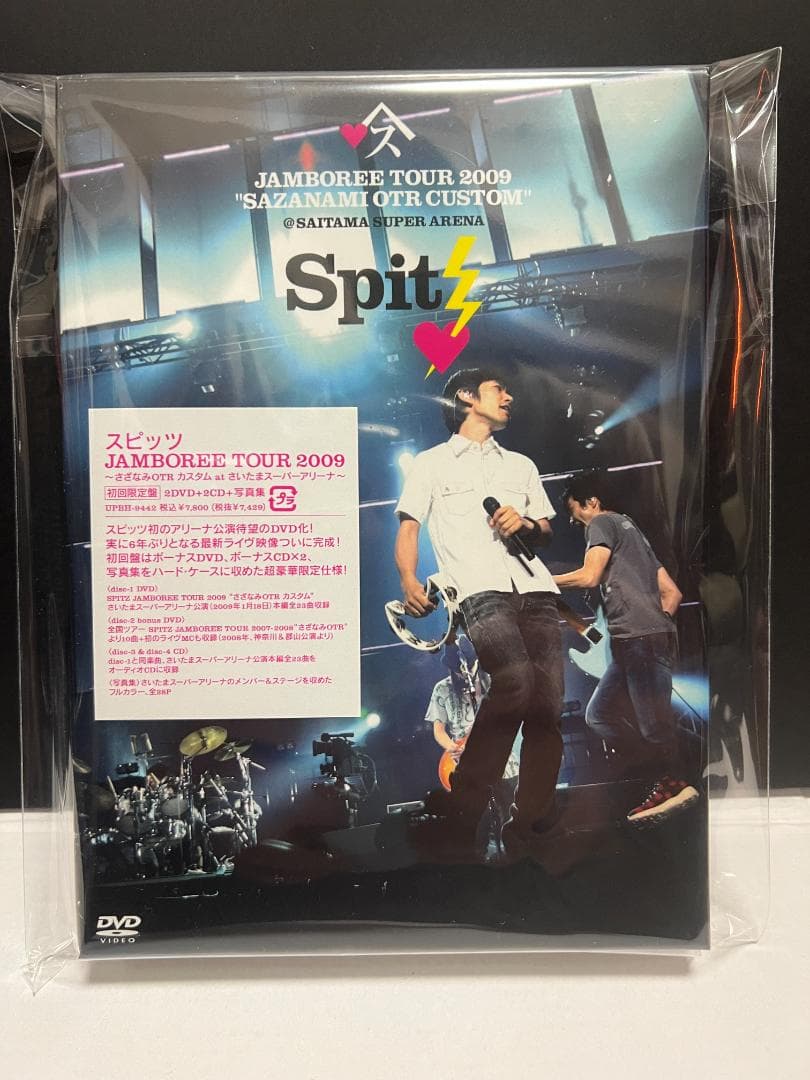 ス
JAMBOREE TOUR 2009
"SAZANAMI OTR CUSTOM"
@SAITAMA SUPER ARENA
Spitz
スピッツ
JAMBOREE TOUR 2009
～さざなみOTR カスタム at さいたまスーパーアリーナ～
初回限定盤 2DVD+2CD+写真集 プラ
UPBH-9442 税込¥7,800 (税抜¥7,429)
スピッツ初のアリーナ公演待望のDVD化!
実に6年ぶりとなる最新ライヴ映像ついに完成!
初回盤はボーナスDVD、ボーナスCD×2、
写真集をハード・ケースに収めた超豪華限定仕様!
〈disc-1 DVD〉
SPITZ JAMBOREE TOUR 2009 "さざなみOTR カスタム"
さいたまスーパーアリーナ公演(2009年1月18日)本編全23曲収録
〈disc-2 bonus DVD〉
全国ツアー SPITZ JAMBOREE TOUR 2007-2008"さざなみOTR"
より10曲+初のライヴMCも収録(2008年、神奈川&郡山公演より)
〈disc-3 & disc-4 CD〉
disc-1と同楽曲、さいたまスーパーアリーナ公演本編全23曲を
オーディオCDに収録
〈写真集〉さいたまスーパーアリーナのメンバー&ステージを収めた
フルカラー、全28P
DVD
VIDEO